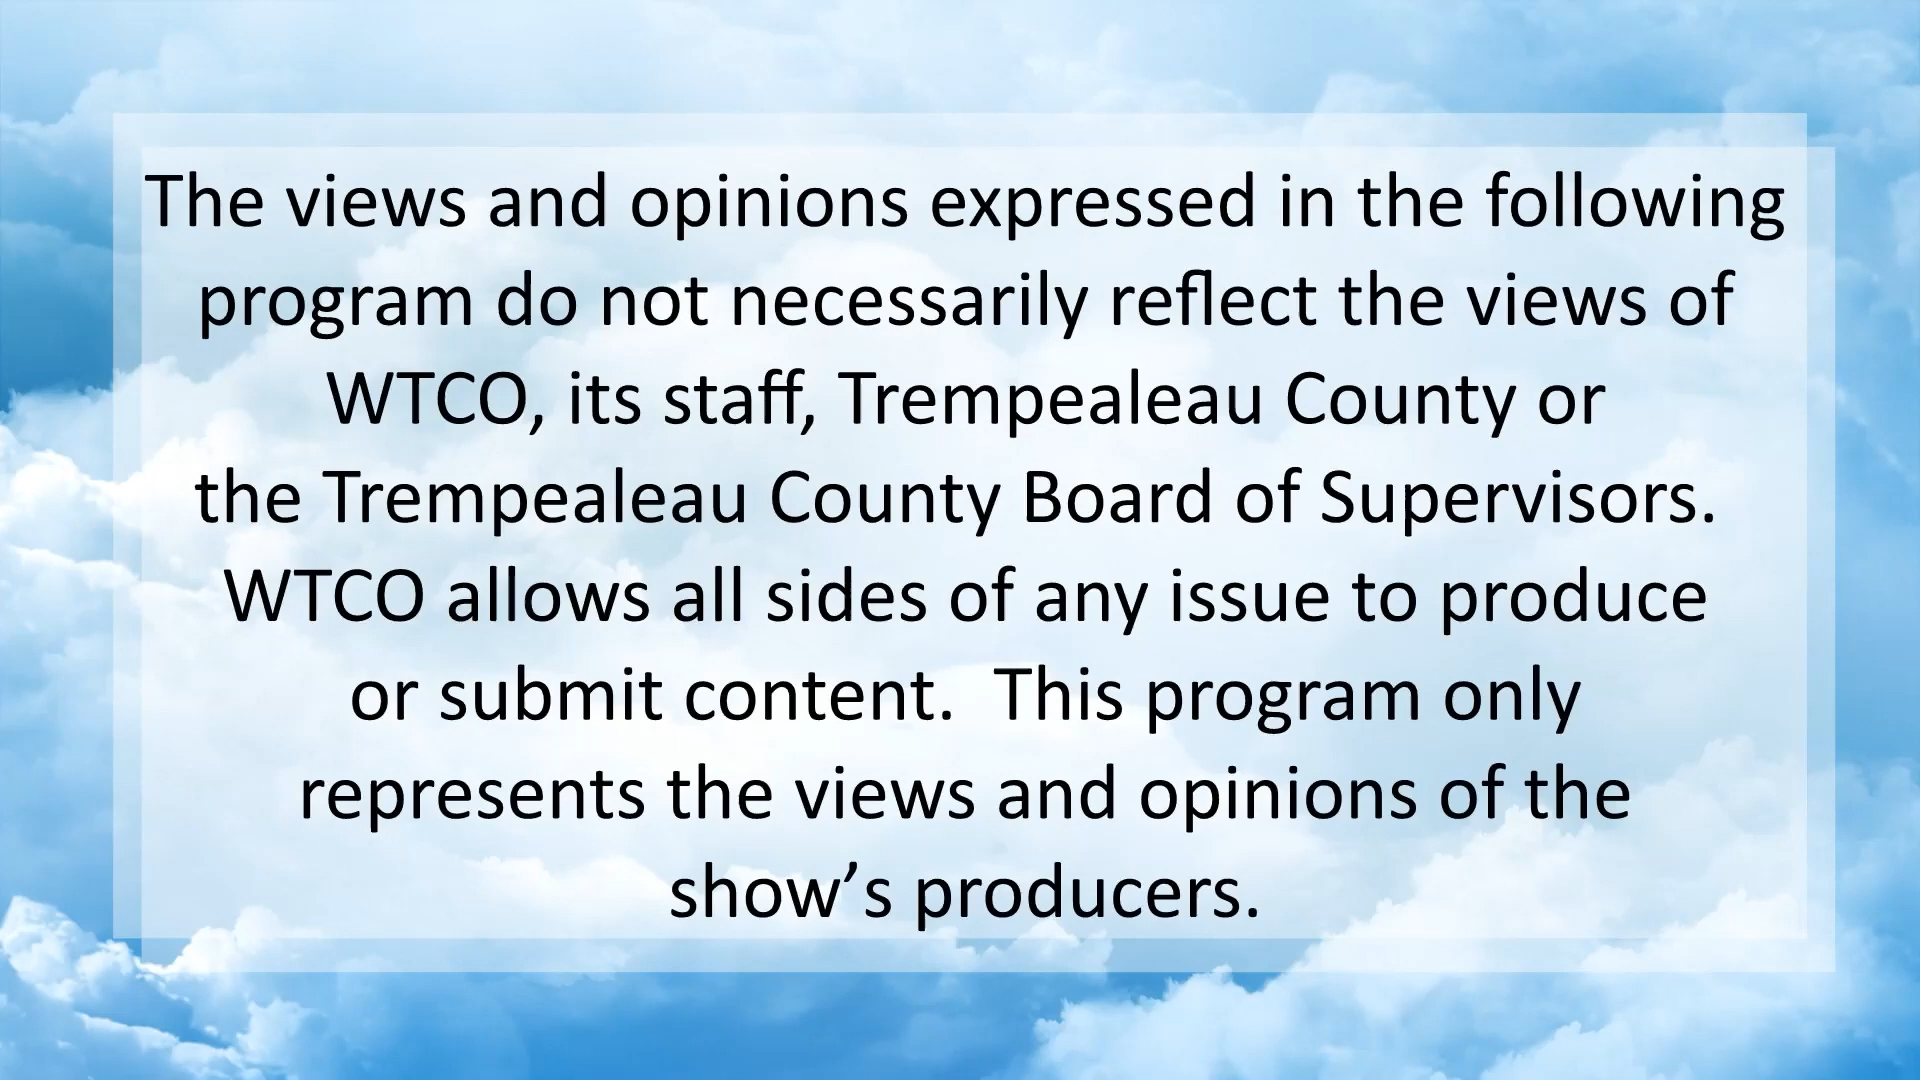 The views and opinions expressed in the following
program do not necessarily reflect the views of
WTCO, its staff, Trempealeau County or
the Trempealeau County Board of Supervisors.
WTCO allows all sides of any issue to produce
or submit content.  This program only
represents the views and opinions of the
show’s producers.